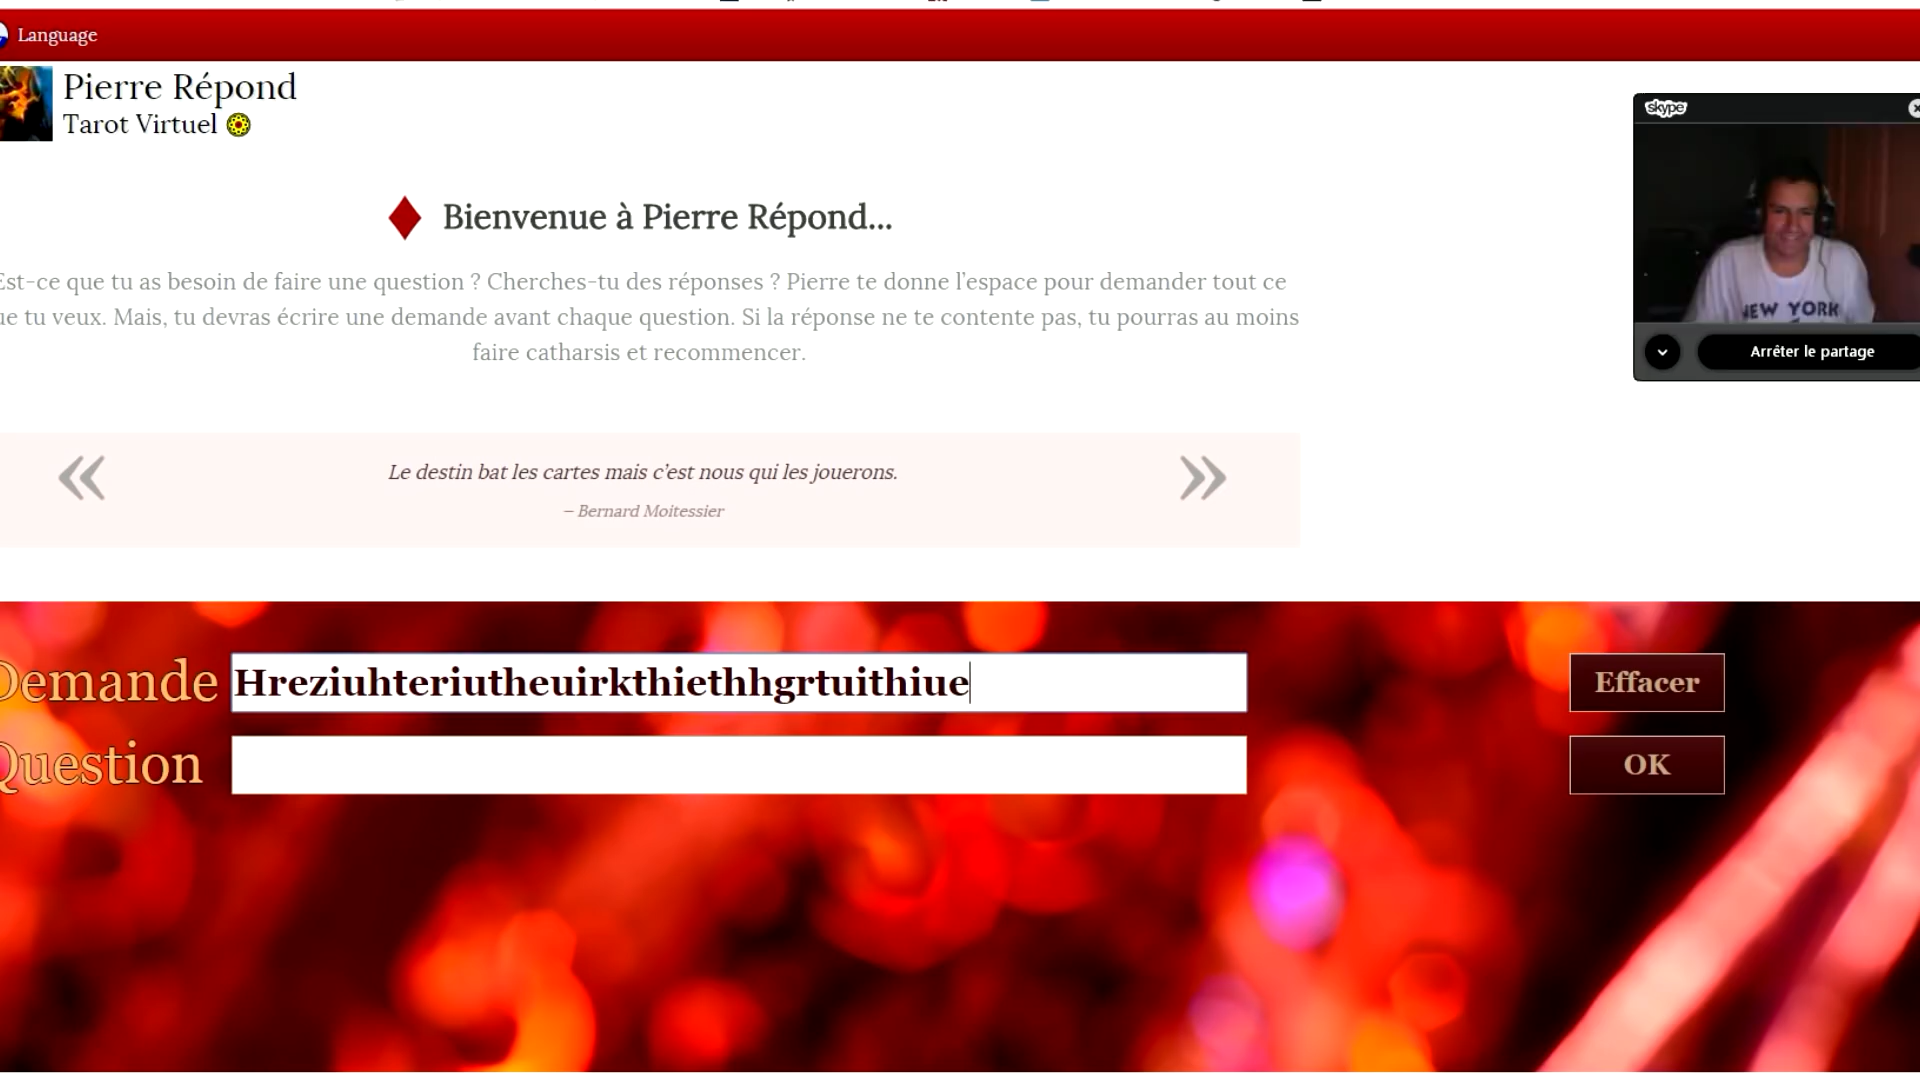 Language
Pierre Répond
Tarot Virtuel
skype
Bienvenue à Pierre Répond...
Est-ce que tu as besoin de faire une question ? Cherches-tu des réponses ? Pierre te donne l'espace pour demander tout ce
ue tu veux. Mais, tu devras écrire une demande avant chaque question. Si la réponse ne te contente pas, tu pourras au moins
faire catharsis et recommencer.
NEW YORK
Arrêter le partage
« Le destin bat les cartes mais c'est nous qui les jouerons. »
– Bernard Moitessier
Demande Hreziuhteriutheuirkthiethhgrtuithiue Effacer
Question OK